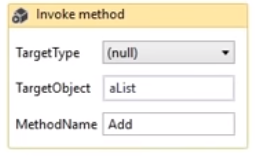 Invoke method
TargetType (null)
TargetObject aList
MethodName Add